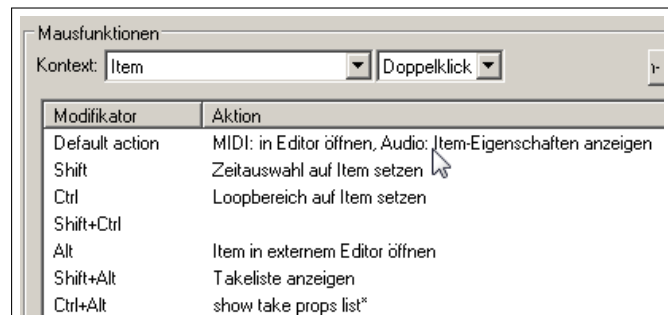 Mausfunktionen
Kontext: Item Doppelklick
Modifikator Aktion
Default action MIDI: in Editor öffnen, Audio: Item-Eigenschaften anzeigen
Shift Zeitauswahl auf Item setzen
Ctrl Loopbereich auf Item setzen
Shift+Ctrl
Alt Item in externem Editor öffnen
Shift+Alt Takeliste anzeigen
Ctrl+Alt show take props list*